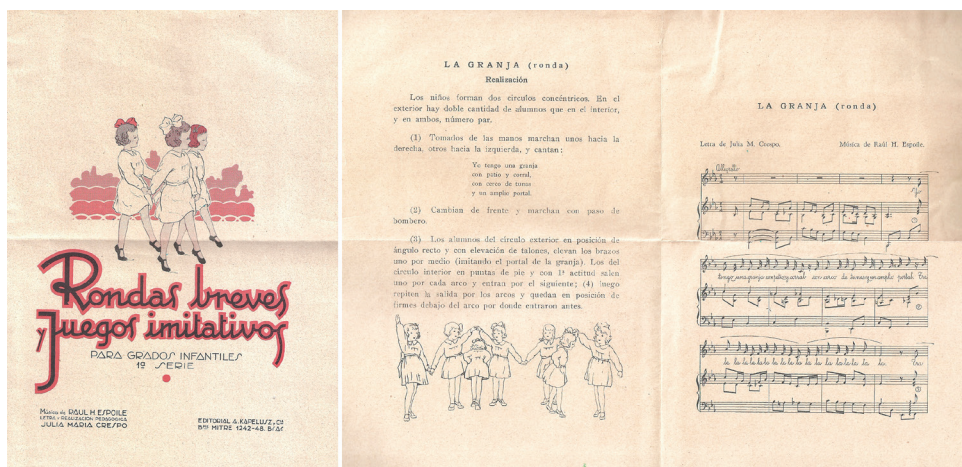 Rondas breves
y Juegos imitativos
PARA GRADOS INFANTILES
1ª SERIE
Música de RAUL H. ESPOILE
LETRA Y REALIZACION PEDAGOGICA
JULIA MARIA CRESPO
EDITORIAL A. KAPELUSZ y Cía
Bmé MITRE 1242-48. Bs As
LA GRANJA (ronda)
Realización
Los niños forman dos círculos concéntricos. En el
exterior hay doble cantidad de alumnos que en el interior,
y en ambos, número par.
(1) Tomados de las manos marchan unos hacia la
derecha, otros hacia la izquierda, y cantan:
Yo tengo una granja
con patio y corral,
con cerco de tunas
y un amplio portal.
(2) Cambian de frente y marchan con paso de
bombero.
(3) Los alumnos del círculo exterior en posición de
ángulo recto y con elevación de talones, elevan los brazos
uno por medio (imitando el portal de la granja). Los del
círculo interior en puntas de pie y con 1ª actitud salen
uno por cada arco y entran por el siguiente; (4) luego
repiten la salida por los arcos y quedan en posición de
firmes debajo del arco por donde entraron antes.
LA GRANJA (ronda)
Letra de Julia M. Crespo. Música de Raúl H. Espoile.
Allegreto
Yo
tengo una granja con patio y corral con cerco de tunas y un amplio portal Tra
la la la la la la la la la la la la la la la Tra